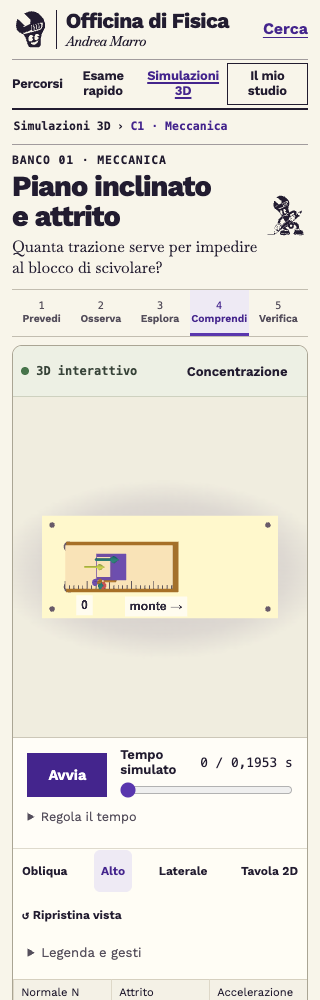 Officina di Fisica
Andrea Marro
Cerca
Percorsi
Esame rapido
Simulazioni 3D
Il mio studio
Simulazioni 3D › C1 · Meccanica
BANCO 01 · MECCANICA
Piano inclinato
e attrito
Quanta trazione serve per impedire
al blocco di scivolare?
1
Prevedi
2
Osserva
3
Esplora
4
Comprendi
5
Verifica
3D interattivo
Concentrazione
0
monte →
Avvia
Tempo
simulato
0 / 0,1953 s
▶ Regola il tempo
Obliqua
Alto
Laterale
Tavola 2D
↺ Ripristina vista
▶ Legenda e gesti
Normale N
Attrito
Accelerazione